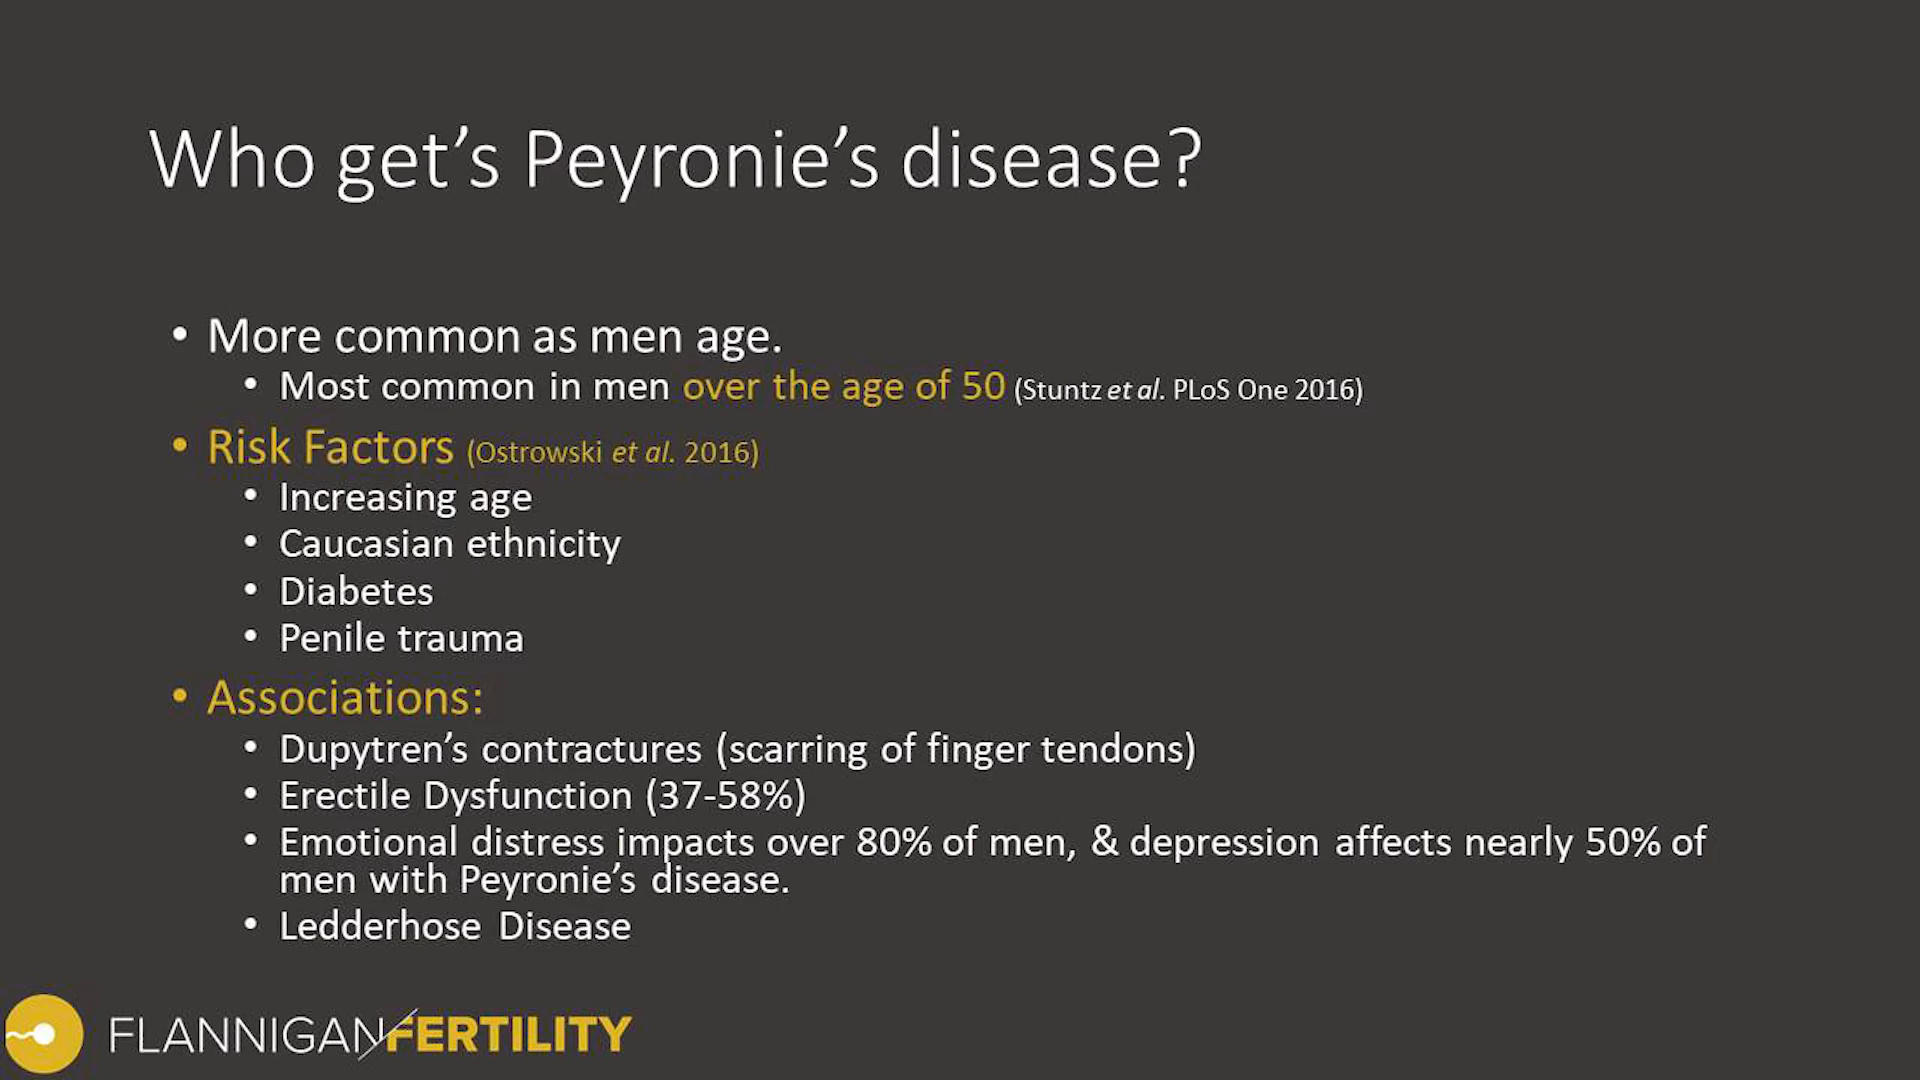 Who get's Peyronie's disease?
• More common as men age.
• Most common in men over the age of 50 (Stuntz et al. PLoS One 2016)
• Risk Factors (Ostrowski et al. 2016)
• Increasing age
• Caucasian ethnicity
• Diabetes
• Penile trauma
• Associations:
• Dupytren's contractures (scarring of finger tendons)
• Erectile Dysfunction (37-58%)
• Emotional distress impacts over 80% of men, & depression affects nearly 50% of
men with Peyronie's disease.
• Ledderhose Disease
FLANNIGAN/FERTILITY